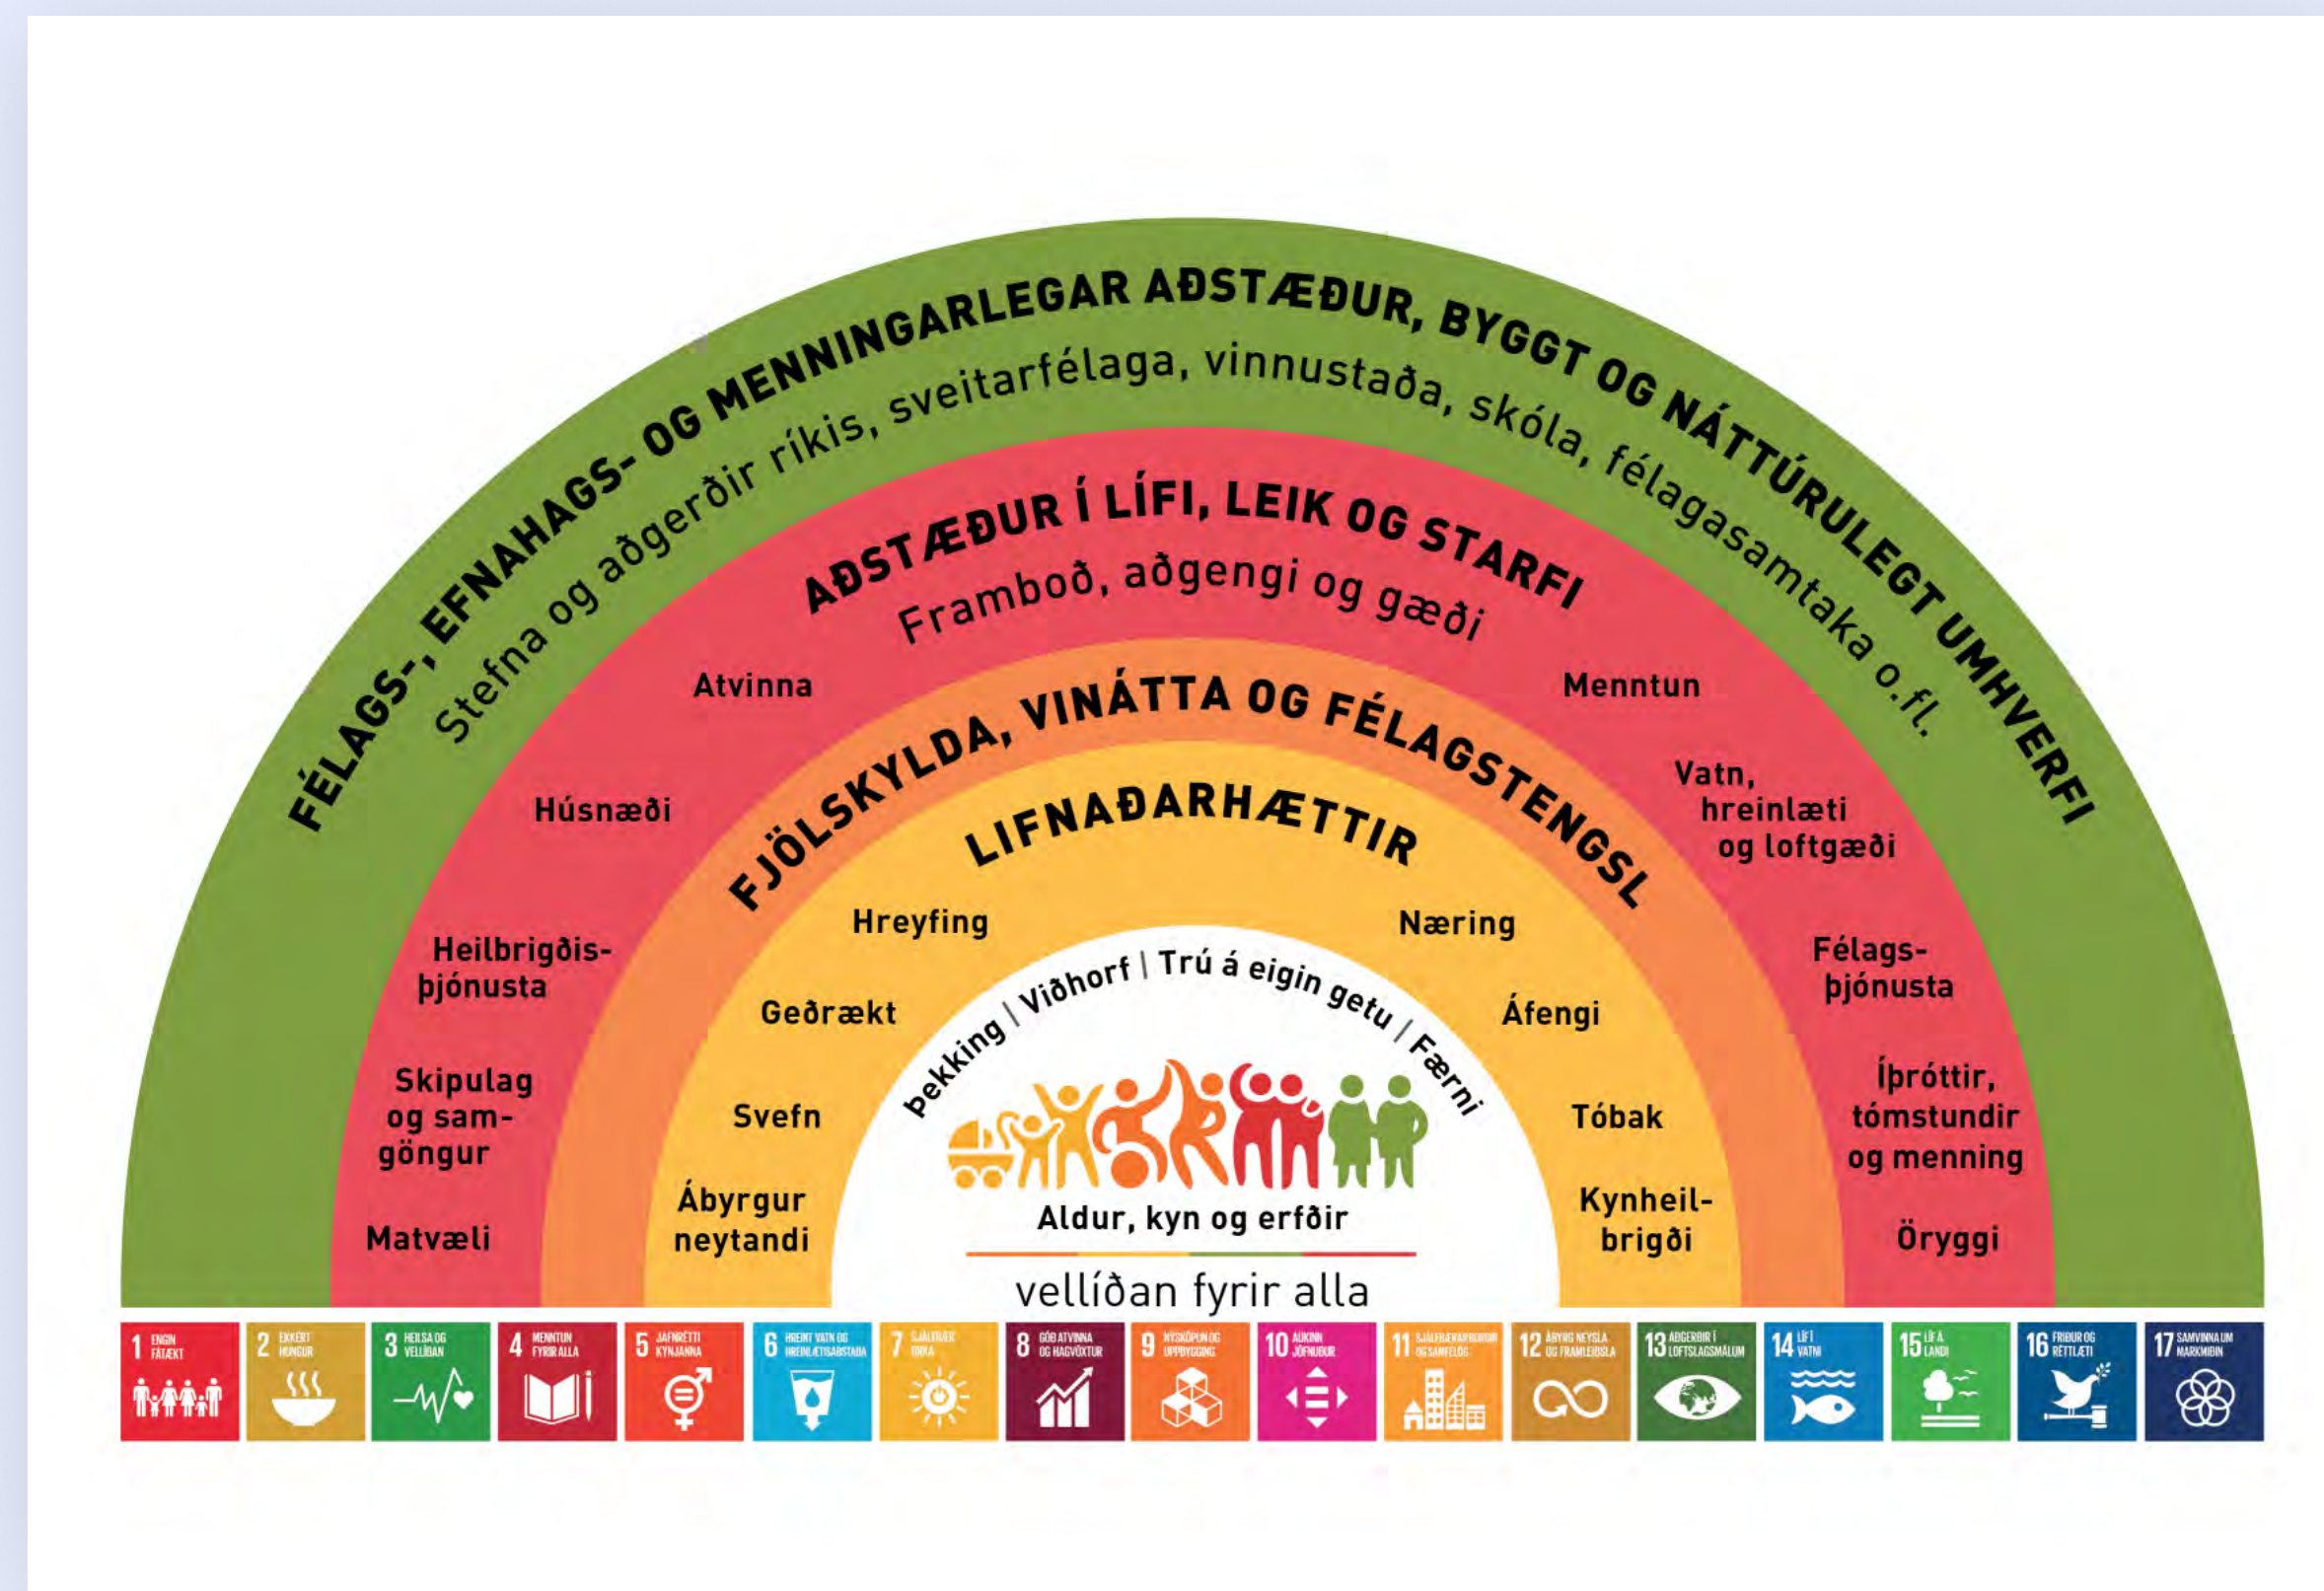 FÉLAGS-, EFNAHAGS- OG MENNINGARLEGAR AÐSTÆÐUR, BYGGT OG NÁTTÚRULEGT UMHVERFI
Stefna og aðgerðir ríkis, sveitarfélaga, vinnustaða, skóla, félagasamtaka o.fl.
AÐSTÆÐUR Í LÍFI, LEIK OG STARFI
Framboð, aðgengi og gæði
Atvinna
Húsnæði
Heilbrigðis-
þjónusta
Skipulag
og sam-
göngur
Matvæli
Menntun
Vatn,
hreinlæti
og loftgæði
Félags-
þjónusta
Íþróttir,
tómstundir
og menning
Öryggi
FJÖLSKYLDA, VINÁTTA OG FÉLAGSTENGSL
LIFNAÐARHÆTTIR
Hreyfing
Geðrækt
Svefn
Ábyrgur
neytandi
Næring
Áfengi
Tóbak
Kynheil-
brigði
Þekking | Viðhorf | Trú á eigin getu | Færni
Aldur, kyn og erfðir
vellíðan fyrir alla
1 ENGIN
FÁTÆKT
2 EKKERT
HUNGUR
3 HEILSA OG
VELLÍÐAN
4 MENNTUN
FYRIR ALLA
5 JAFNRÉTTI
KYNJANNA
6 HREINT VATN OG
HREINLÆTISAÐSTAÐA
7 SJÁLFBÆR
ORKA
8 GÓÐ ATVINNA
OG HAGVÖXTUR
9 NÝSKÖPUN OG
UPPBYGGING
10 AUKINN
JÖFNUÐUR
11
OG SAMFÉLÖG
12 ÁBYRG NEYSLA
OG FRAMLEIÐSLA
13 AÐGERÐIR Í
LOFTSLAGSMÁLUM
14 LÍF Í
VATNI
15 LÍF Á
LANDI
16 FRIÐUR OG
RÉTTLÆTI
17 SAMVINNA UM
MARKMIÐIN